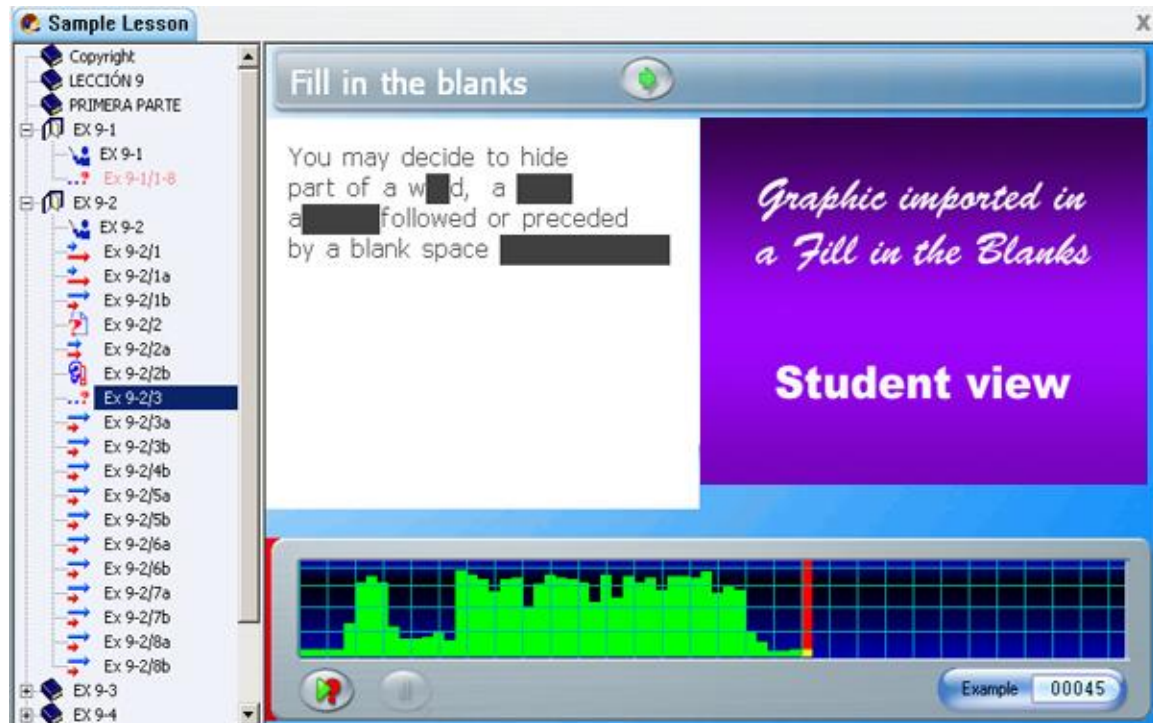 Sample Lesson
X
Copyright
LECCIÓN 9
PRIMERA PARTE
EX 9-1
EX 9-1
Ex 9-1/1-8
EX 9-2
EX 9-2
Ex 9-2/1
Ex 9-2/1a
Ex 9-2/1b
Ex 9-2/2
Ex 9-2/2a
Ex 9-2/2b
Ex 9-2/3
Ex 9-2/3a
Ex 9-2/3b
Ex 9-2/4b
Ex 9-2/5a
Ex 9-2/5b
Ex 9-2/6a
Ex 9-2/6b
Ex 9-2/7a
Ex 9-2/7b
Ex 9-2/8a
Ex 9-2/8b
EX 9-3
EX 9-4
Fill in the blanks
You may decide to hide
part of a w d, a
a followed or preceded
by a blank space
Graphic imported in
a Fill in the Blanks
Student view
Example 00045